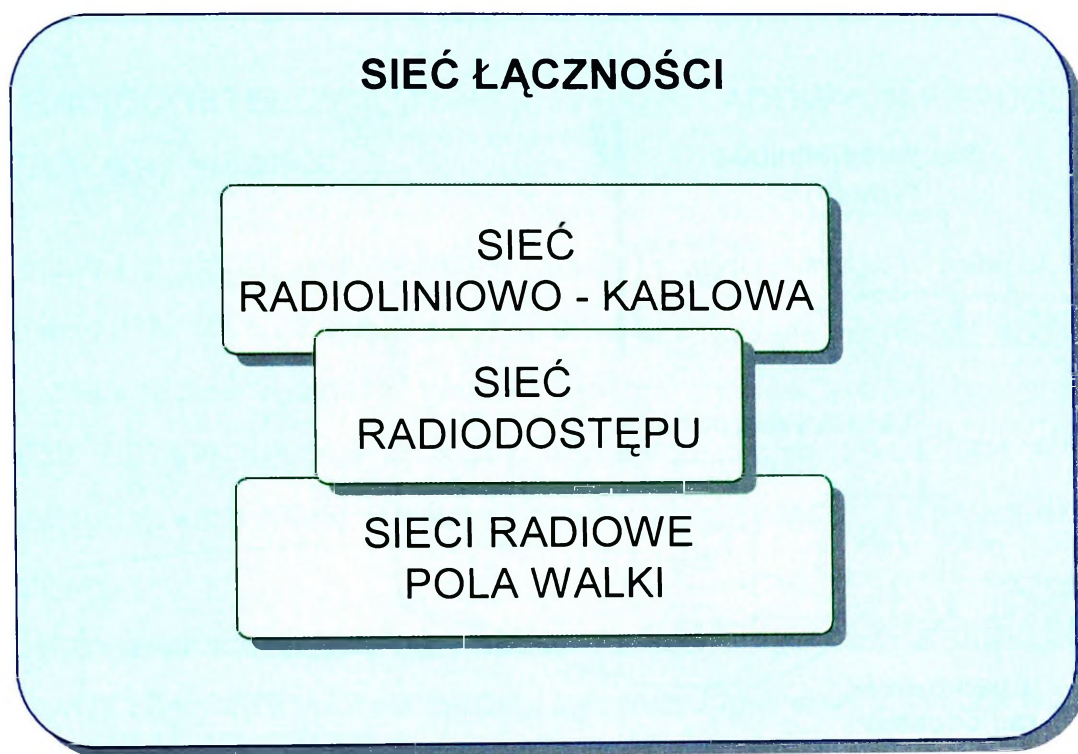 SIEĆ ŁĄCZNOŚCI
SIEĆ
RADIOLINIOWO - KABLOWA
SIEĆ
RADIODOSTĘPU
SIECI RADIOWE
POLA WALKI